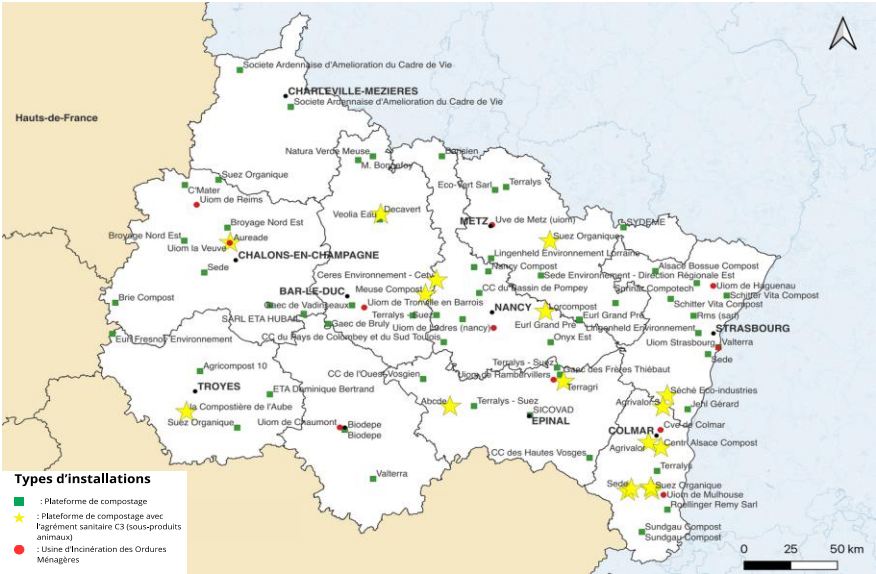 Societe Ardennaise d'Amelioration du Cadre de Vie
CHARLEVILLE-MEZIERES
Societe Ardennaise d'Amelioration du Cadre de Vie
Hauts-de-France
Natura Verde Meuse
M. Bonnefoy
Barisien
Suez Organique
C'Mater
Uiom de Reims
Eco-Vert Sarl
Terralys
Veolia Eau
Decavert
Broyage Nord Est
METZ
Uve de Metz (uiom)
SYDEME
Broyage Nord Est
Aureade
Uiom la Veuve
Suez Organique
CHALONS-EN-CHAMPAGNE
Lingenheld Environnement Lorraine
Sede
Nancy Compost
Alsace Bossue Compost
Ceres Environnement - Cetv
Sede Environnement - Direction Régionale Est
Meuse Compost
CC du Bassin de Pompey
Sprinar Compotech
Uiom de Haguenau
BAR-LE-DUC
Schitter Vita Compost
Brie Compost
Gaec de Vadinseaux
Uiom de Tronville en Barrois
Schitter Vita Compost
NANCY
Lorcompost
SARL ETA HUBAIL
Terralys - Suez
Eurl Grand Pré
Rms (sau)
Gaec de Bruly
Uiom de Ludres (nancy)
Eurl Grand Pré
Lingenheld Environnement
STRASBOURG
Eurl Fresnoy Environnement
CC du Pays de Colombey et du Sud Toulois
Onyx Est
Uiom Strasbourg
Valterra
Sede
Agricompost 10
Terralys - Suez
Gaec des Frères Thiébaut
CC de l'Ouest Vosgien
Uiom de Rambervillers
TROYES
ETA Dominique Bertrand
Terragri
Séché Eco-industries
la Compostière de l'Aube
Abcde
Terralys - Suez
Agrivalor
Jehl Gérard
Suez Organique
Uiom de Chaumont
Biodepe
Biodepe
SICOVAD
EPINAL
COLMAR
Cve de Colmar
Agrivalor
Centr Alsace Compost
CC des Hautes Vosges
Valterra
Terralys
Sede
Suez Organique
Uiom de Mulhouse
Roellinger Remy Sarl
Sundgau Compost
Sundgau Compost
Types d'installations
: Plateforme de compostage
: Plateforme de compostage avec
l'agrément sanitaire C3 (sous-produits
animaux)
: Usine d'Incinération des Ordures
Ménagères
0 25 50 km